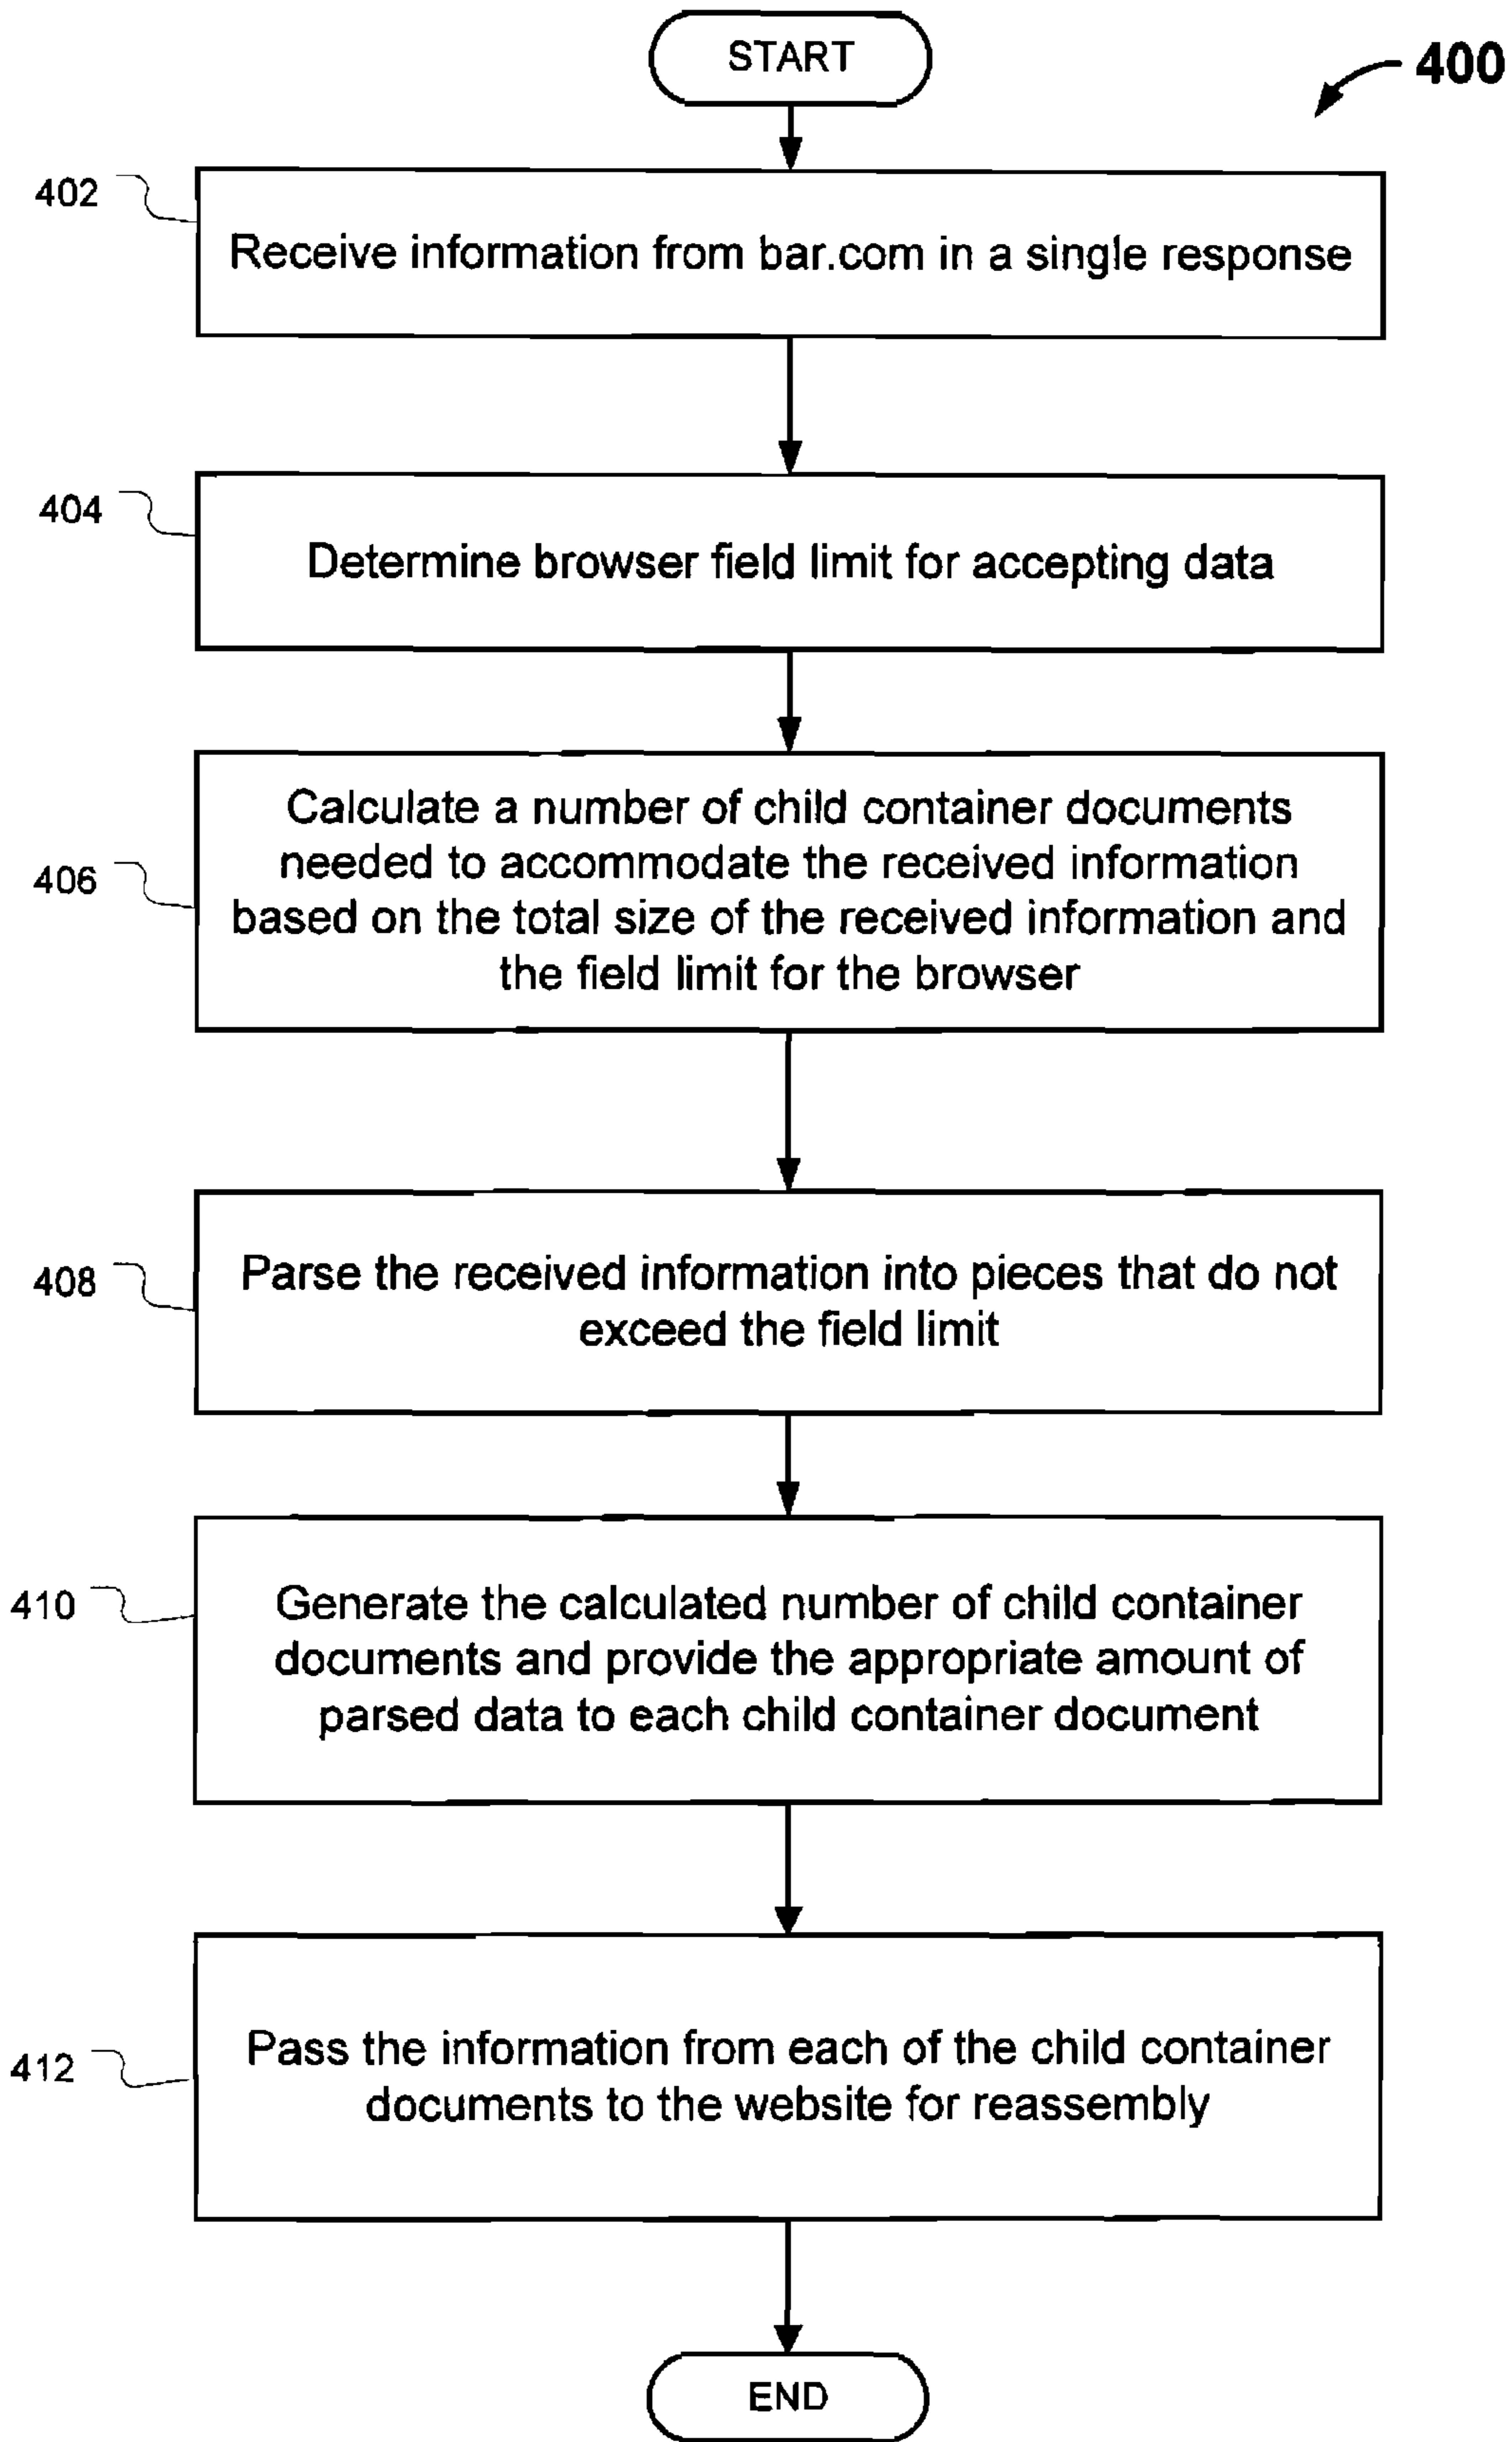 START
400
402
Receive information from bar.com in a single response
404
Determine browser field limit for accepting data
406
Calculate a number of child container documents
needed to accommodate the received information
based on the total size of the received information and
the field limit for the browser
408
Parse the received information into pieces that do not
exceed the field limit
410
Generate the calculated number of child container
documents and provide the appropriate amount of
parsed data to each child container document
412
Pass the information from each of the child container
documents to the website for reassembly
END